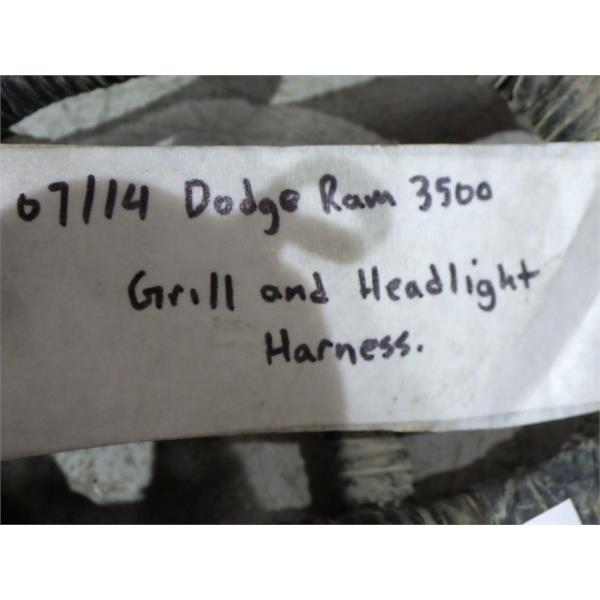 07/14 Dodge Ram 3500
Grill and Headlight
Harness.